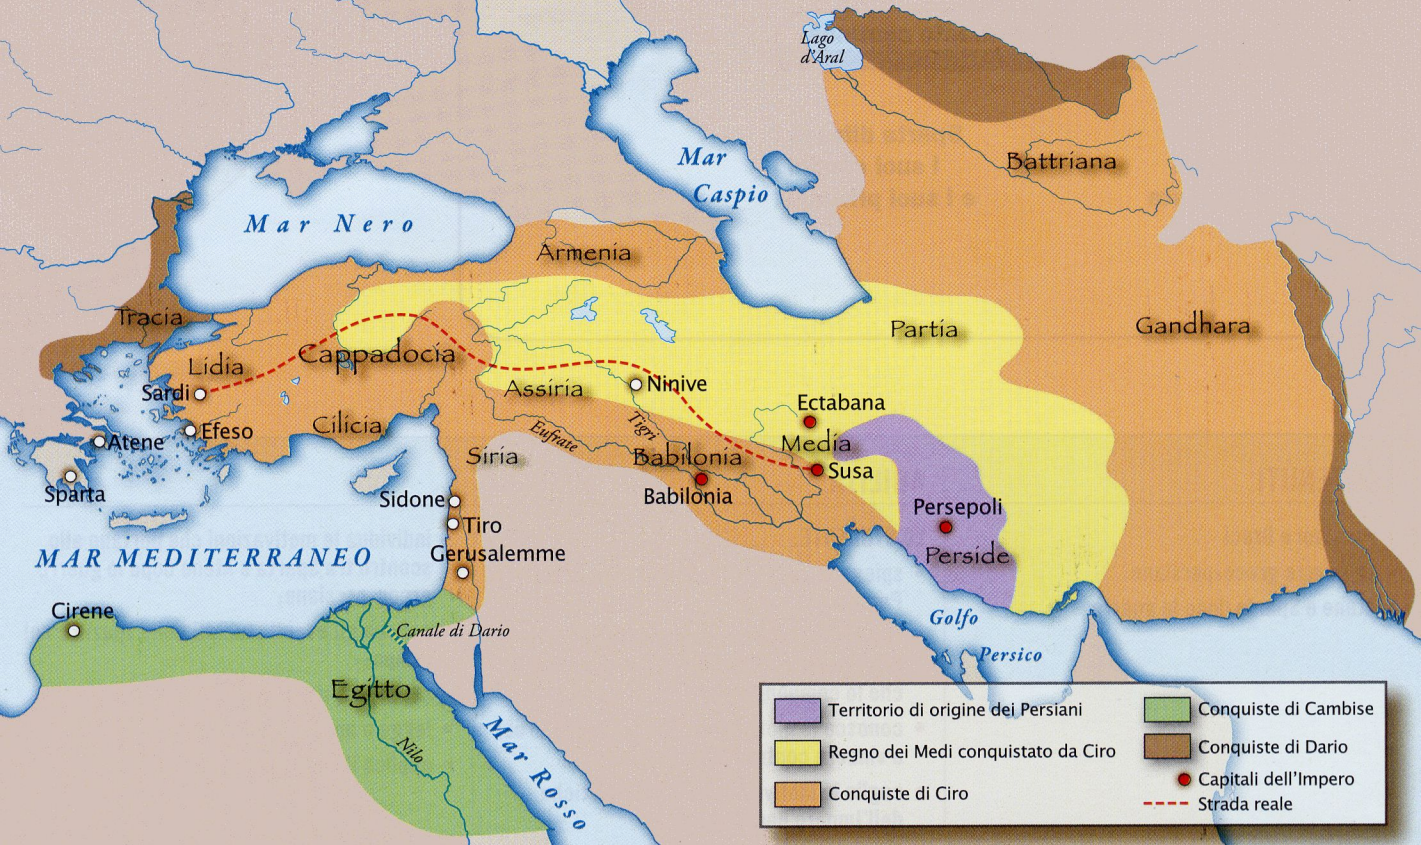 Lago
d'Aral
Mar
Caspio
Battriana
Mar Nero
Armenia
Tracia
Partia
Gandhara
Lidia
Cappadocia
Sardi
Assiria
Ninive
Ectabana
Efeso
Cilicia
Atene
Eufrate
Tigri
Media
Siria
Babilonia
Susa
Sparta
Babilonia
Sidone
Persepoli
Tiro
MAR MEDITERRANEO
Gerusalemme
Perside
Cirene
Canale di Dario
Golfo
Persico
Egitto
Nilo
Mar Rosso
Territorio di origine dei Persiani
Regno dei Medi conquistato da Ciro
Conquiste di Ciro
Conquiste di Cambise
Conquiste di Dario
Capitali dell'Impero
Strada reale